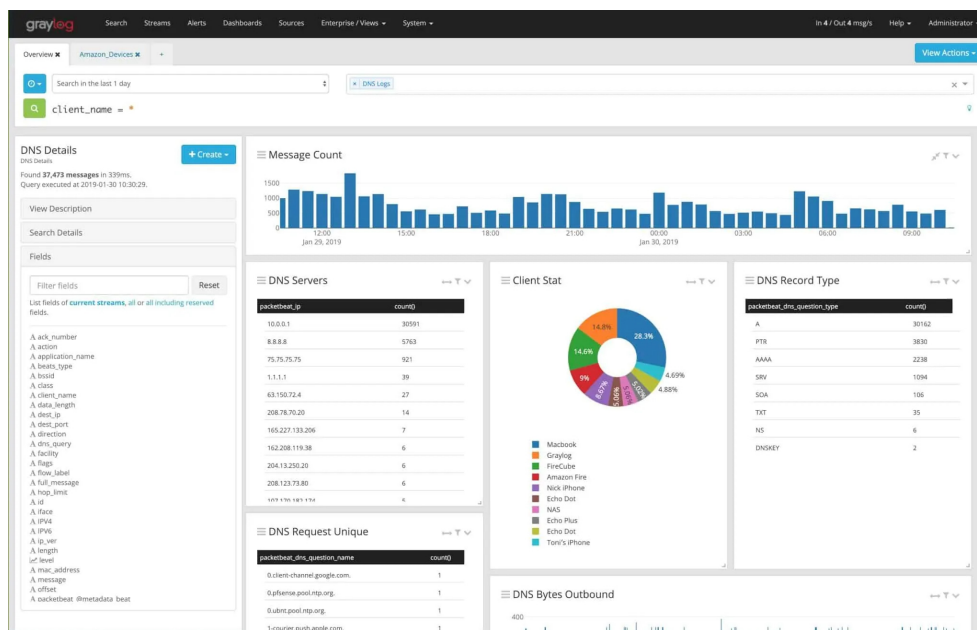 graylog Search Streams Alerts Dashboards Sources Enterprise / Views System In 4 / Out 4 msg/s Help Administrator
Overview Amazon_Devices + View Actions
Search in the last 1 day DNS Logs
client_name = *
DNS Details
DNS Details
+ Create
Found 37,473 messages in 339ms.
Query executed at 2019-01-30 10:30:29.
View Description
Search Details
Fields
Filter fields Reset
List fields of current streams, all or all including reserved
fields.
A ack_number
A action
A application_name
A beats_type
A bssid
A class
A client_name
A data_length
A dest_ip
A dest_port
A direction
A dns_query
A facility
A flags
A flow_label
A full_message
A hop_limit
A id
A iface
A IPV4
A IPV6
A ip_ver
A length
level
A mac_address
A message
A offset
A packetbeat_@metadata_beat
Message Count
1500
1000
500
0
12:00 15:00 18:00 21:00 00:00 03:00 06:00 09:00
Jan 29, 2019 Jan 30, 2019
DNS Servers
packetbeat_ip count()
10.0.0.1 30591
8.8.8.8 5763
75.75.75.75 921
1.1.1.1 39
63.150.72.4 27
208.78.70.20 14
165.227.133.206 7
162.208.119.38 6
204.13.250.20 6
208.123.73.80 6
5
Client Stat
28.3%
14.8%
14.6%
9%
8.67%
5.06%
5.02%
4.88%
4.69%
Macbook
Graylog
FireCube
Amazon Fire
Nick iPhone
Echo Dot
NAS
Echo Plus
Echo Dot
Toni's iPhone
DNS Record Type
packetbeat_dns_question_type count()
A 30162
PTR 3830
AAAA 2238
SRV 1094
SOA 106
TXT 35
NS 6
DNSKEY 2
DNS Request Unique
packetbeat_dns_question_name count()
0.client-channel.google.com. 1
0.pfsense.pool.ntp.org. 1
0.ubnt.pool.ntp.org. 1
1-courier.push.apple.com. 1
DNS Bytes Outbound
400